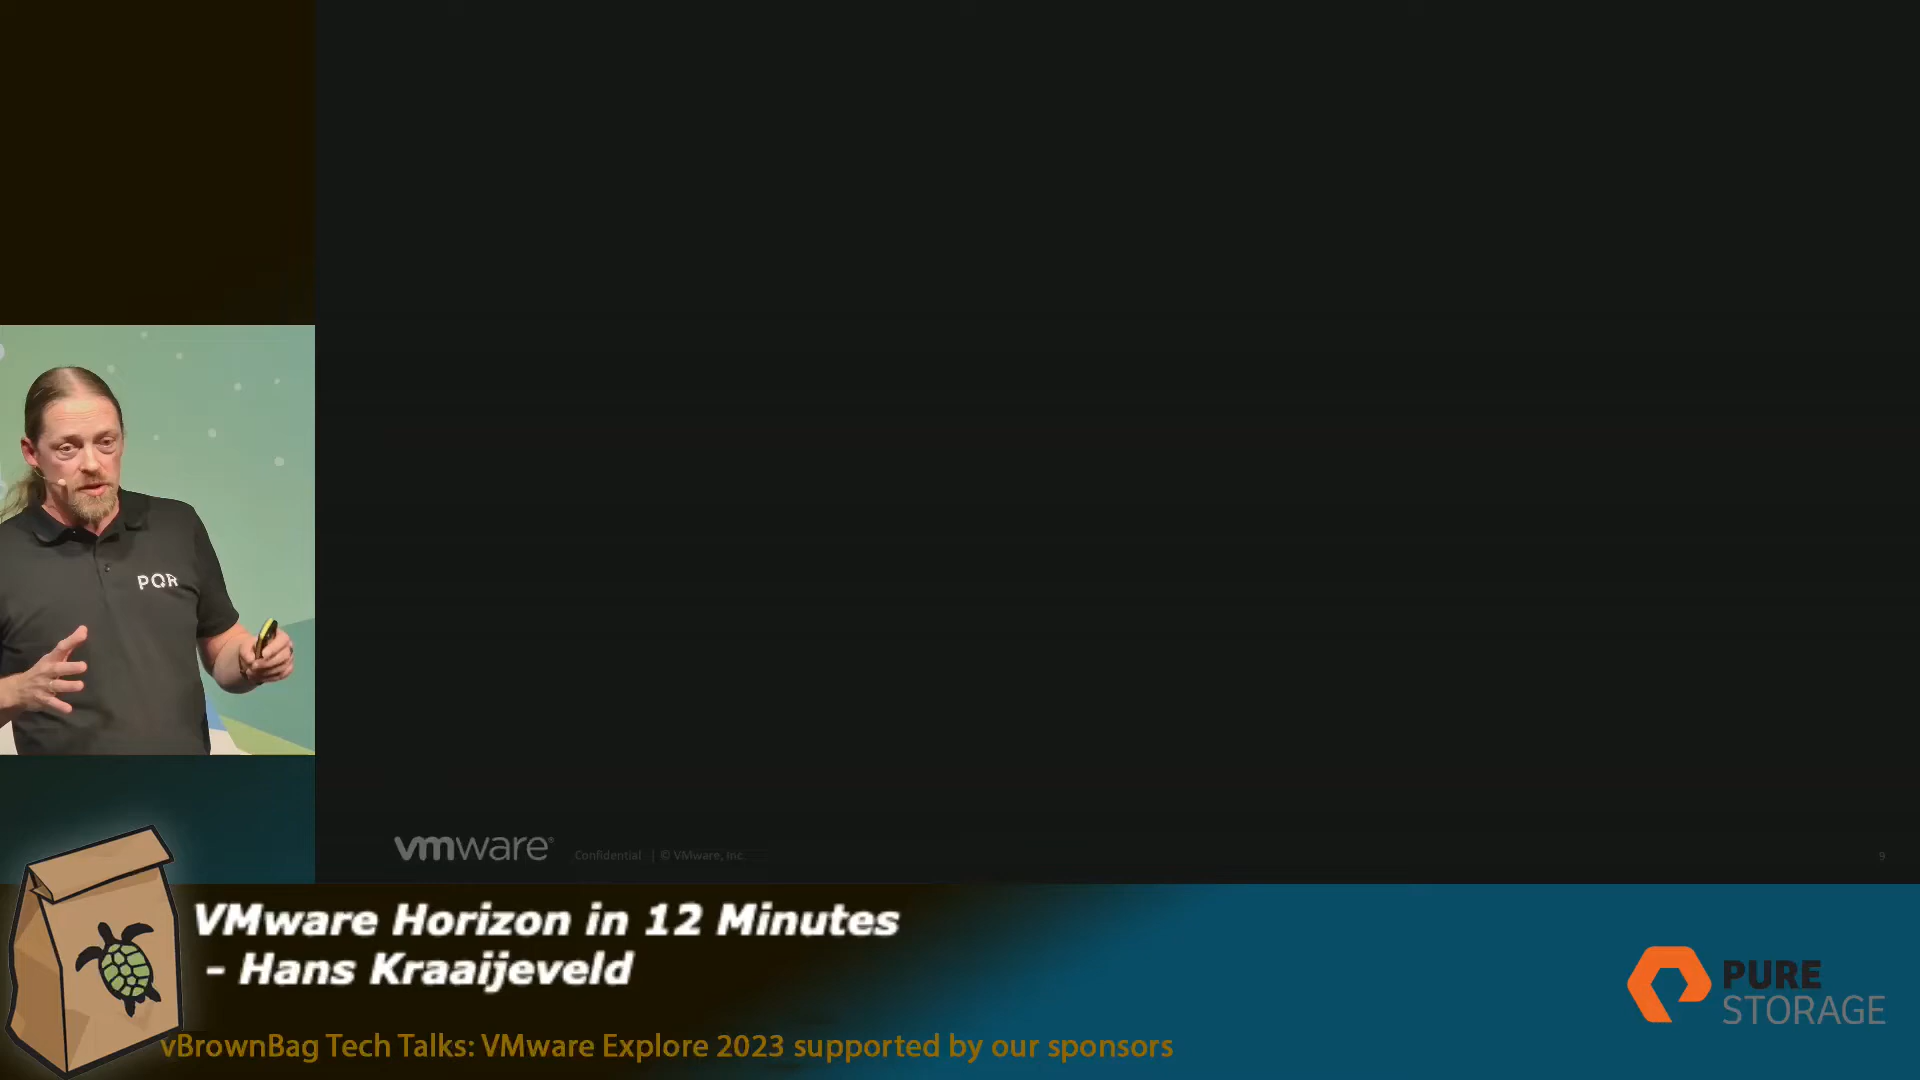 PQR
vmware®
Confidential | © VMware, Inc.
9
VMware Horizon in 12 Minutes
- Hans Kraaijeveld
vBrownBag Tech Talks: VMware Explore 2023 supported by our sponsors
PURE
STORAGE